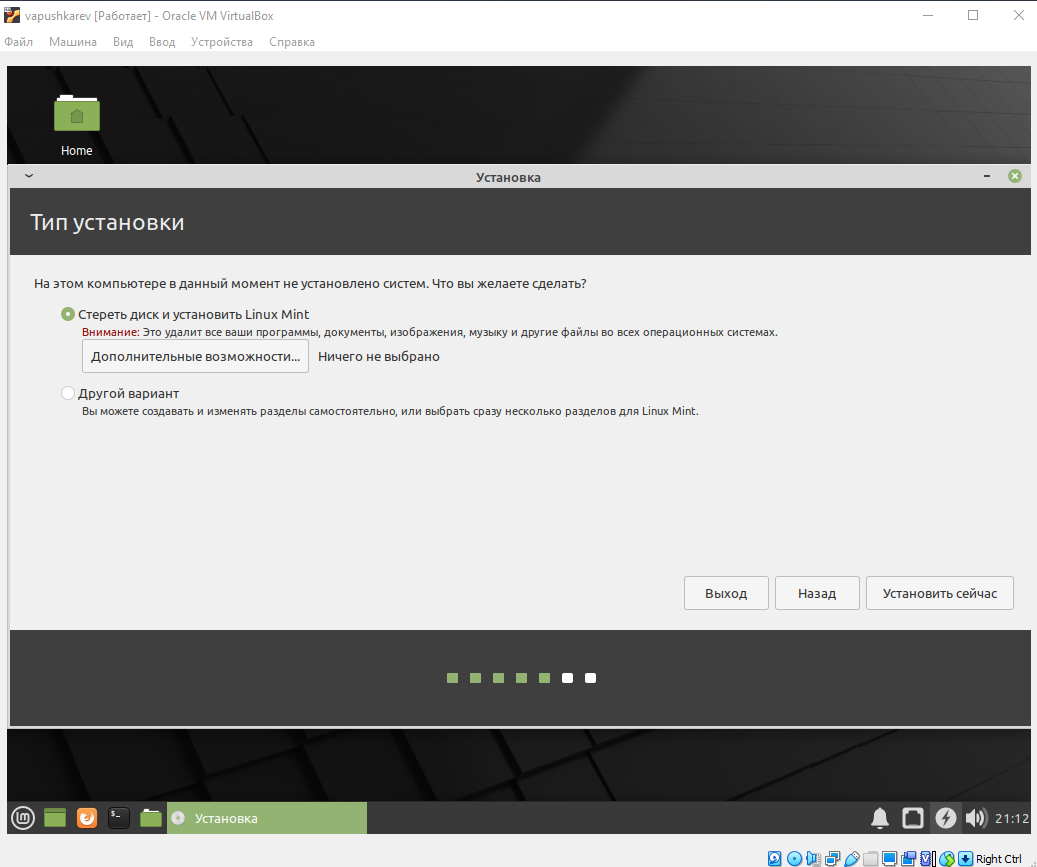 vapushkarev [Работает] - Oracle VM VirtualBox
Файл Машина Вид Ввод Устройства Справка
Home
Установка
Тип установки
На этом компьютере в данный момент не установлено систем. Что вы желаете сделать?
Стереть диск и установить Linux Mint
Внимание: Это удалит все ваши программы, документы, изображения, музыку и другие файлы во всех операционных системах.
Дополнительные возможности... Ничего не выбрано
Другой вариант
Вы можете создавать и изменять разделы самостоятельно, или выбрать сразу несколько разделов для Linux Mint.
Выход Назад Установить сейчас
Установка 21:12
Right Ctrl